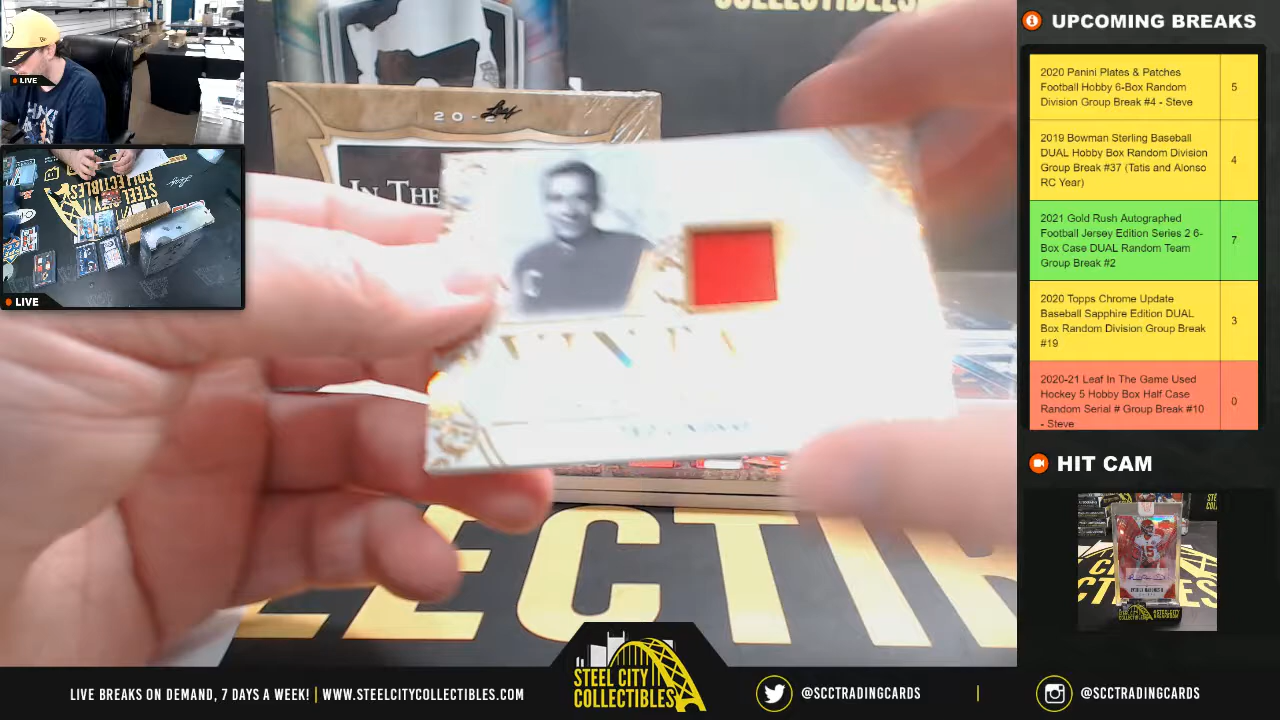 COLLECTIBLES
LIVE
LIVE
20-2
Leaf
IN THE
LECTI
UPCOMING BREAKS
2020 Panini Plates & Patches
Football Hobby 6-Box Random
Division Group Break #4 - Steve
5
2019 Bowman Sterling Baseball
DUAL Hobby Box Random Division
Group Break #37 (Tatis and Alonso
RC Year)
4
2021 Gold Rush Autographed
Football Jersey Edition Series 2 6-
Box Case DUAL Random Team
Group Break #2
7
2020 Topps Chrome Update
Baseball Sapphire Edition DUAL
Box Random Division Group Break
#19
3
2020-21 Leaf In The Game Used
Hockey 5 Hobby Box Half Case
Random Serial # Group Break #10
- Steve
0
HIT CAM
LIVE BREAKS ON DEMAND, 7 DAYS A WEEK! | WWW.STEELCITYCOLLECTIBLES.COM
STEEL CITY
COLLECTIBLES
@SCCTRADINGCARDS
@SCCTRADINGCARDS